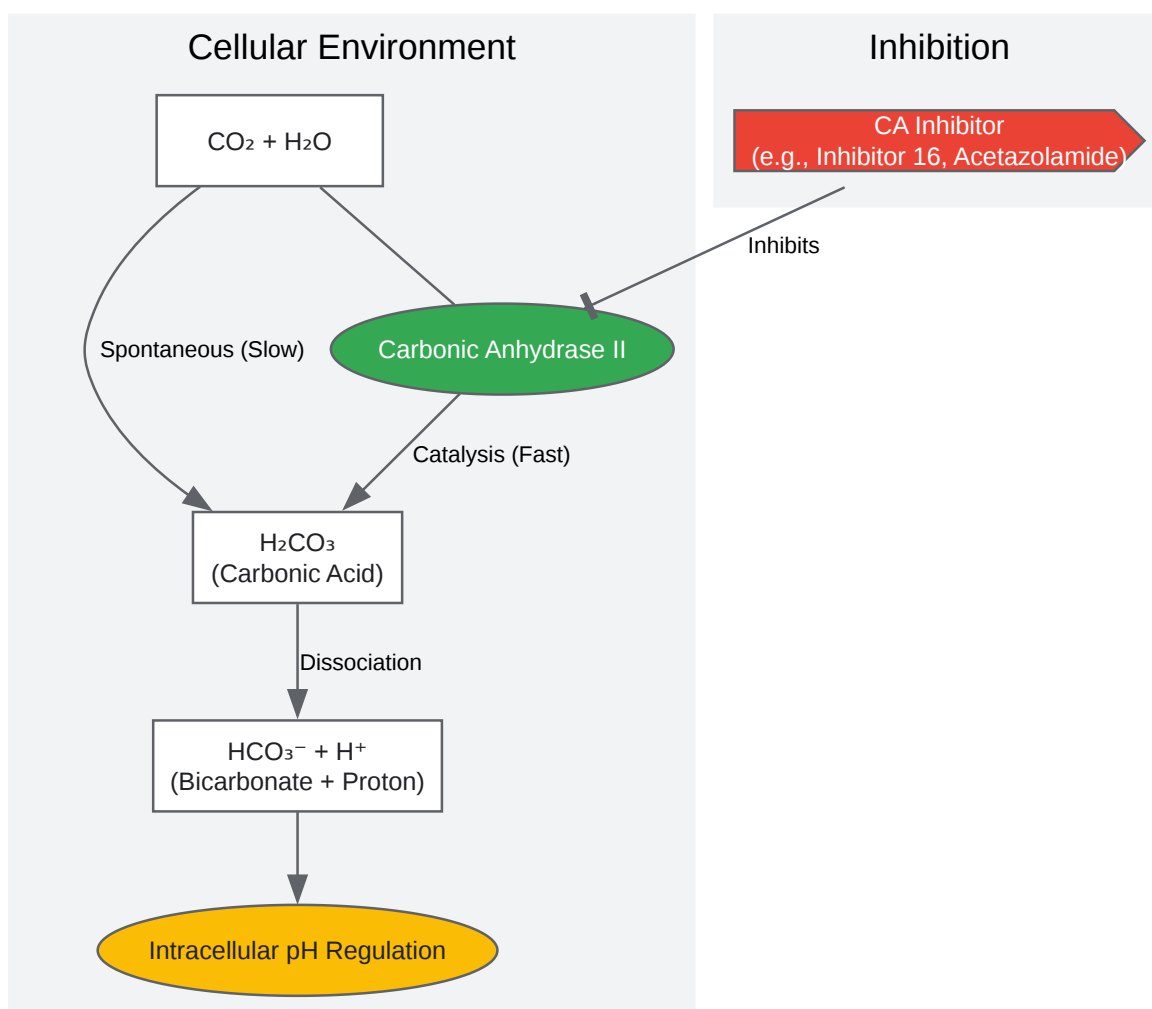 Cellular Environment
Inhibition
CO₂ + H₂O
CA Inhibitor
(e.g., Inhibitor 16, Acetazolamide)
Inhibits
Spontaneous (Slow)
Carbonic Anhydrase II
Catalysis (Fast)
H₂CO₃
(Carbonic Acid)
Dissociation
HCO₃⁻ + H⁺
(Bicarbonate + Proton)
Intracellular pH Regulation